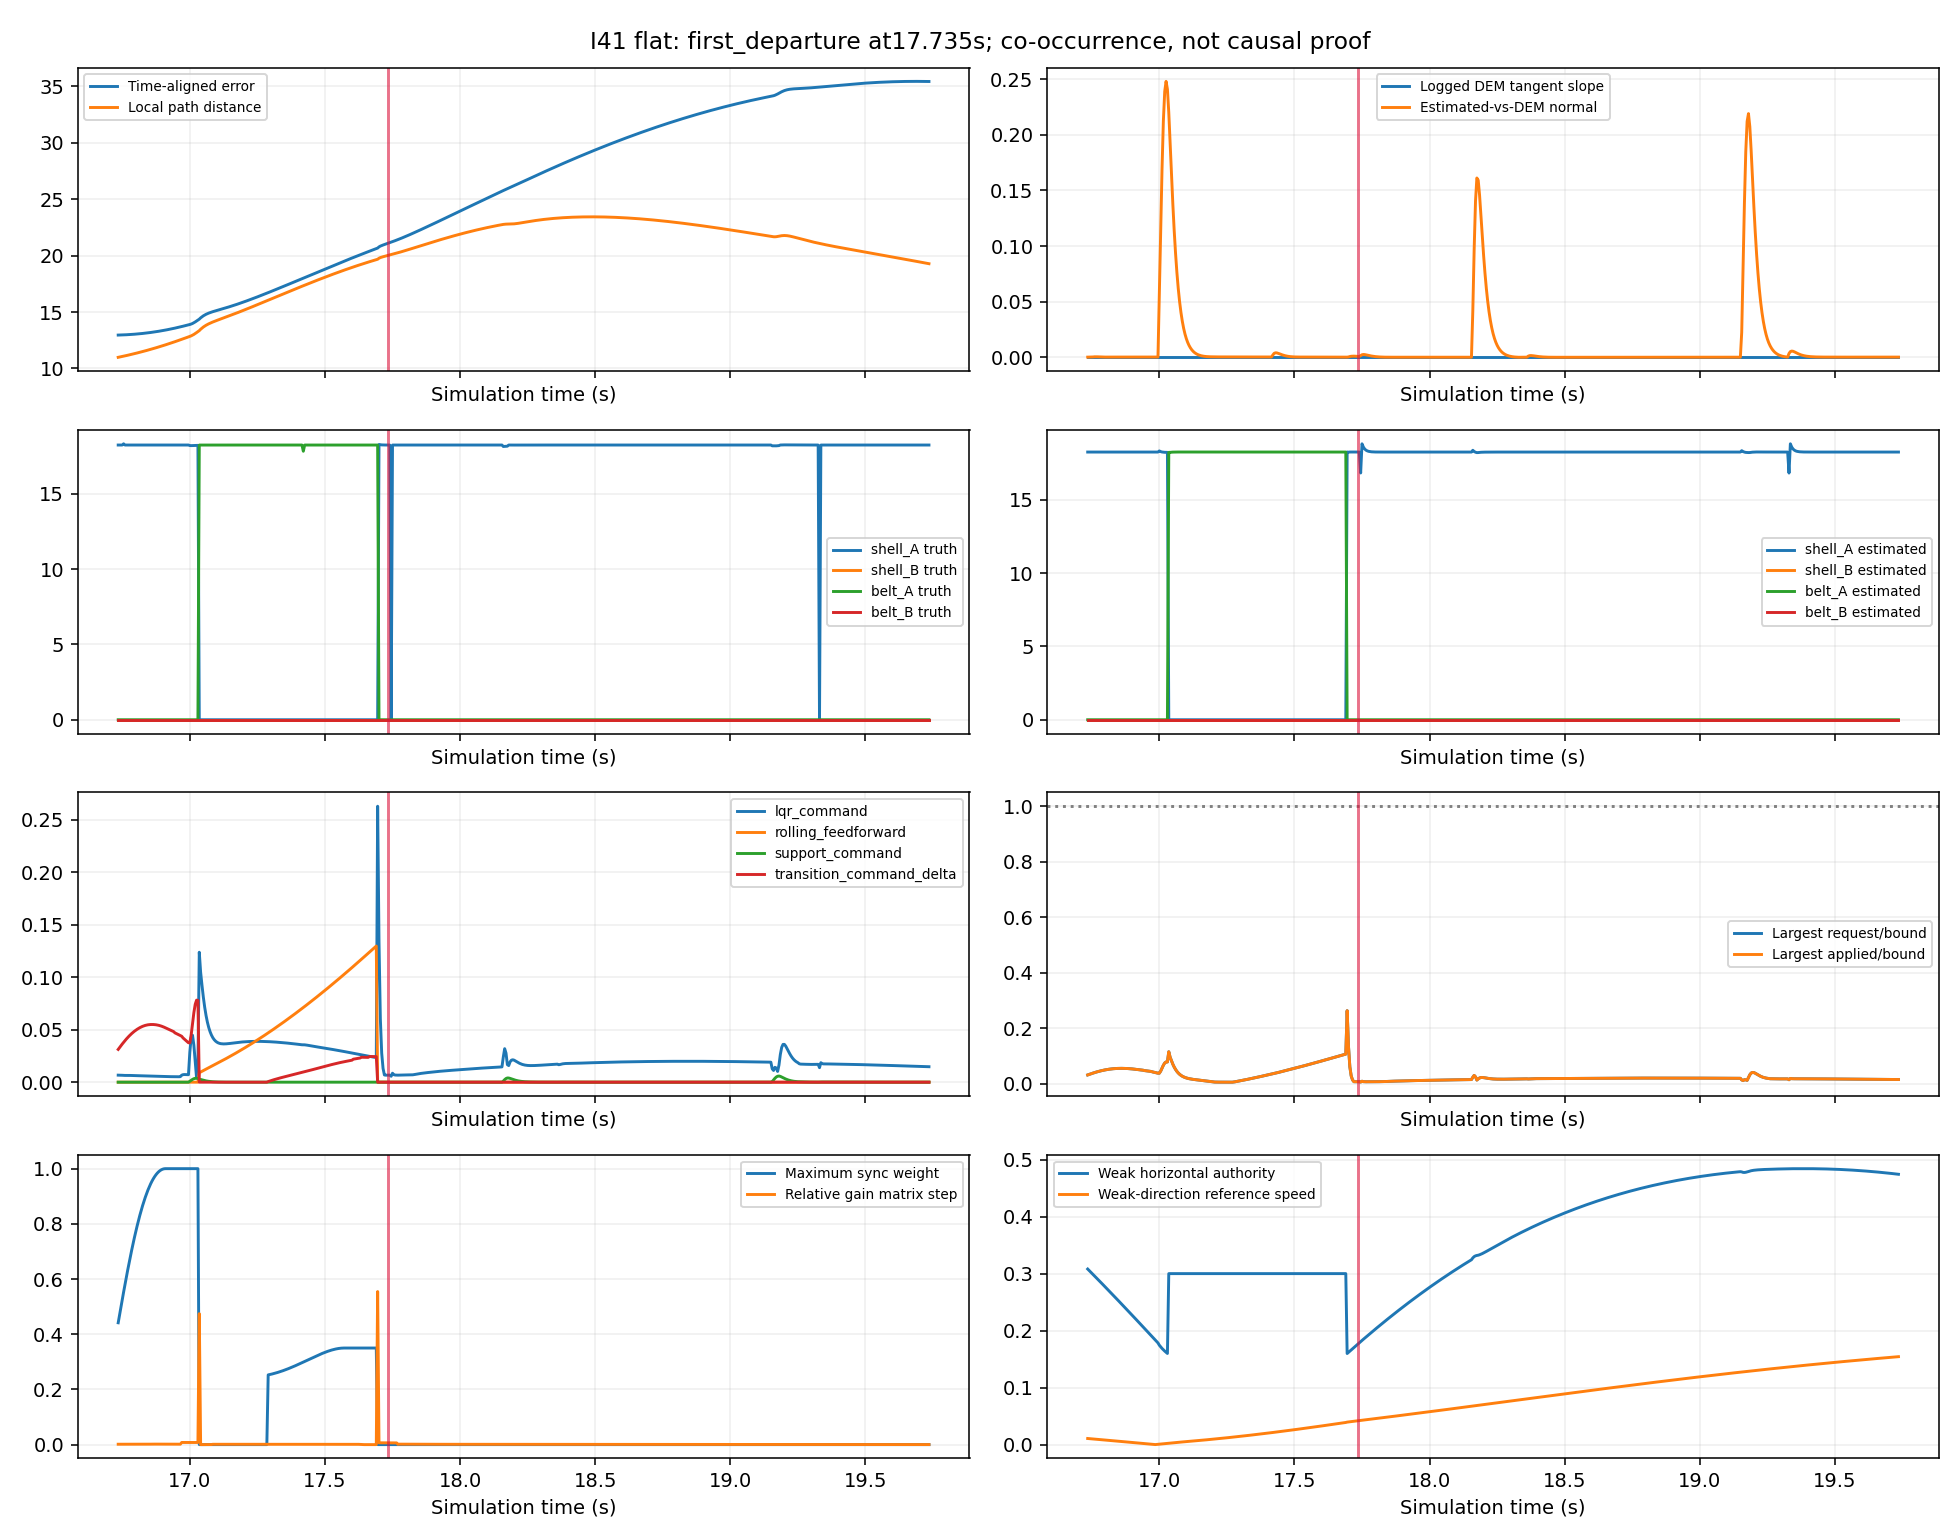 I41 flat: first_departure at17.735s; co-occurrence, not causal proof
Time-aligned error
Local path distance
35
30
25
20
15
10
Simulation time (s)
Logged DEM tangent slope
Estimated-vs-DEM normal
0.25
0.20
0.15
0.10
0.05
0.00
Simulation time (s)
shell_A truth
shell_B truth
belt_A truth
belt_B truth
15
10
5
0
Simulation time (s)
shell_A estimated
shell_B estimated
belt_A estimated
belt_B estimated
15
10
5
0
Simulation time (s)
lqr_command
rolling_feedforward
support_command
transition_command_delta
0.25
0.20
0.15
0.10
0.05
0.00
Simulation time (s)
Largest request/bound
Largest applied/bound
1.0
0.8
0.6
0.4
0.2
0.0
Simulation time (s)
Maximum sync weight
Relative gain matrix step
1.0
0.8
0.6
0.4
0.2
0.0
17.0 17.5 18.0 18.5 19.0 19.5
Simulation time (s)
Weak horizontal authority
Weak-direction reference speed
0.5
0.4
0.3
0.2
0.1
0.0
17.0 17.5 18.0 18.5 19.0 19.5
Simulation time (s)